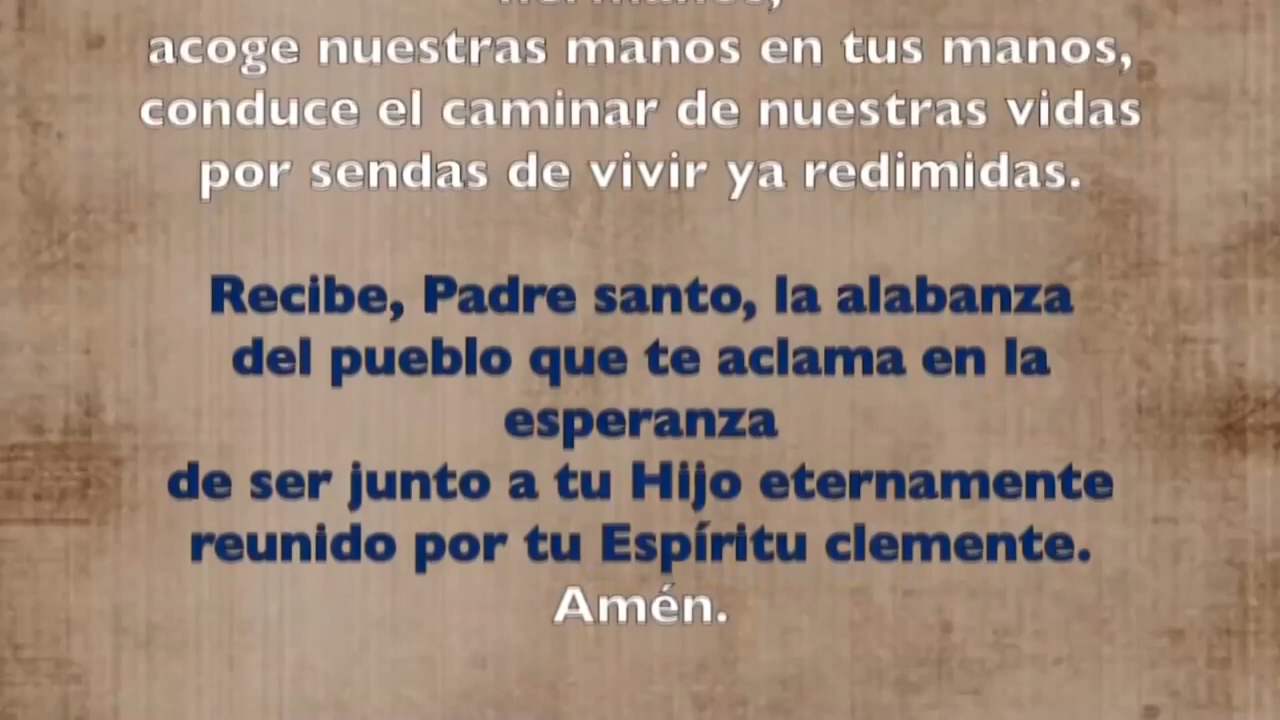 acoge nuestras manos en tus manos,
conduce el caminar de nuestras vidas
por sendas de vivir ya redimidas.
Recibe, Padre santo, la alabanza
del pueblo que te aclama en la
esperanza
de ser junto a tu Hijo eternamente
reunido por tu Espíritu clemente.
Amén.